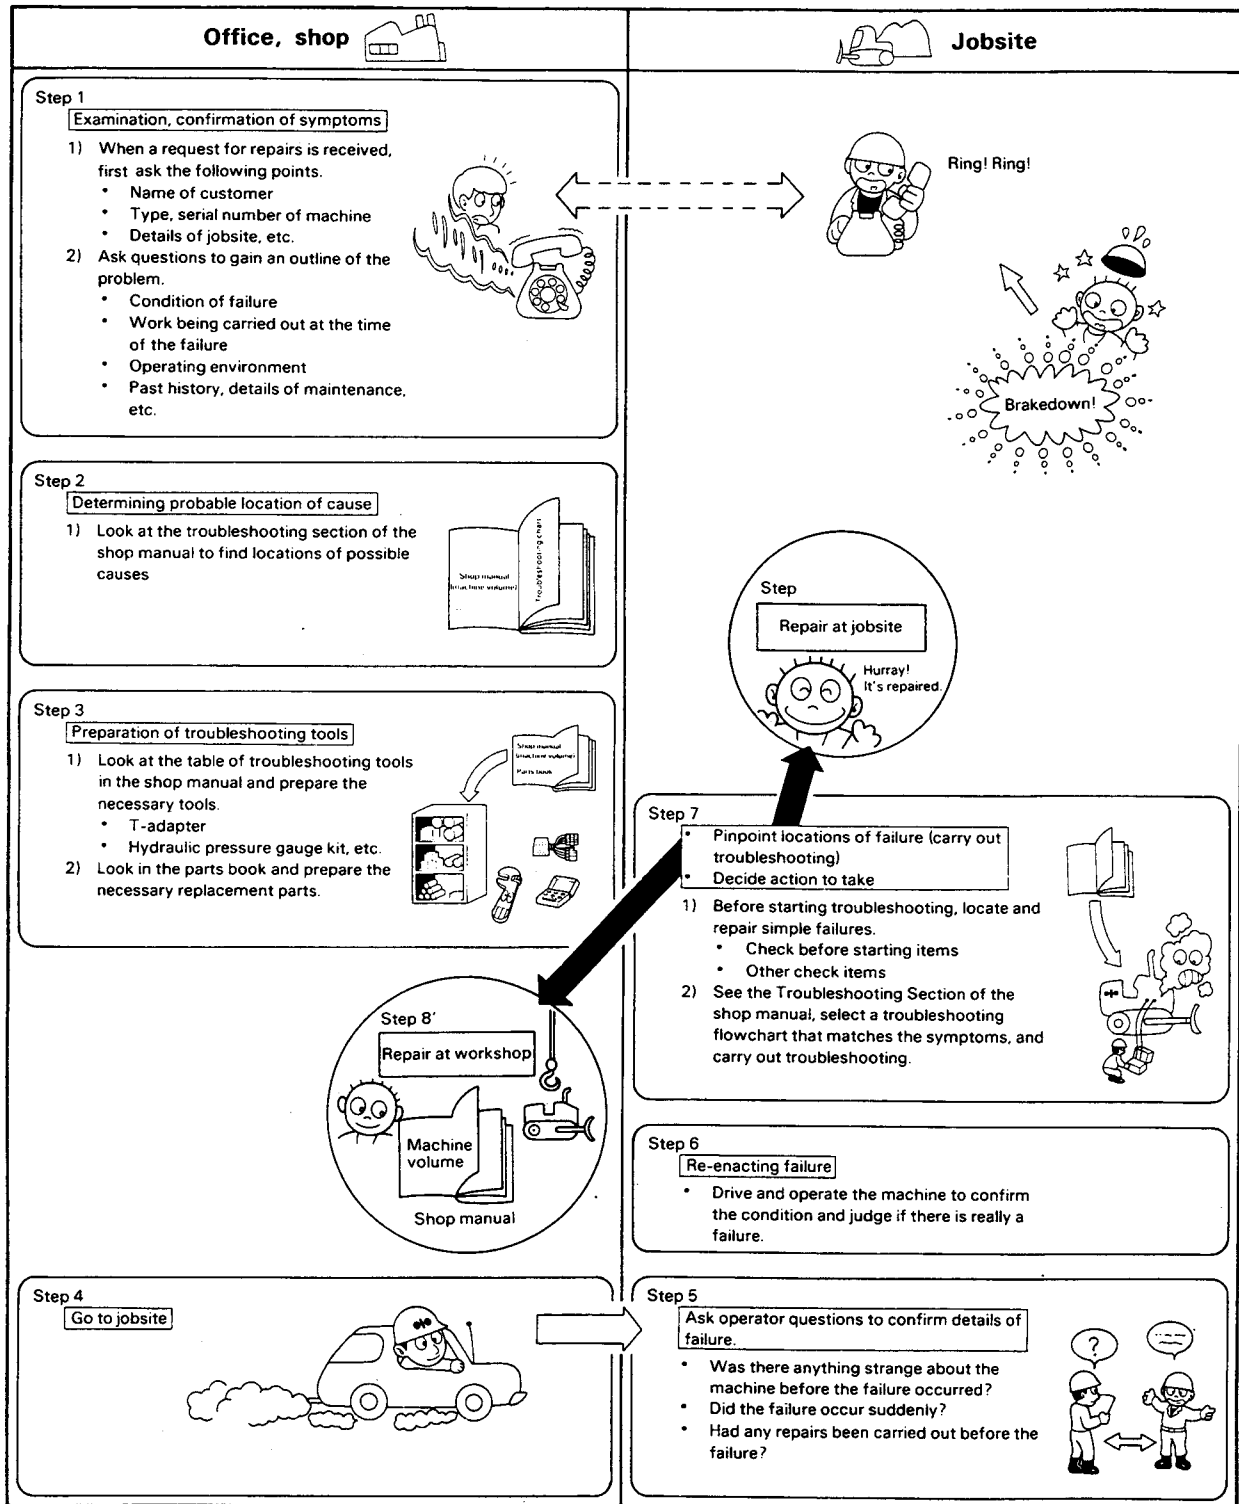 Office, shop
Jobsite
Step 1
Examination, confirmation of symptoms
1) When a request for repairs is received,
first ask the following points.
• Name of customer
• Type, serial number of machine
• Details of jobsite, etc.
2) Ask questions to gain an outline of the
problem.
• Condition of failure
• Work being carried out at the time
of the failure
• Operating environment
• Past history, details of maintenance,
etc.
Ring! Ring!
Brakedown!
Step 2
Determining probable location of cause
1) Look at the troubleshooting section of the
shop manual to find locations of possible
causes
Shop manual
(machine volume)
Troubleshooting chart
Step
Repair at jobsite
Hurray!
It's repaired.
Step 3
Preparation of troubleshooting tools
1) Look at the table of troubleshooting tools
in the shop manual and prepare the
necessary tools.
• T-adapter
• Hydraulic pressure gauge kit, etc.
2) Look in the parts book and prepare the
necessary replacement parts.
Shop manual
(machine volume)
Parts book
Step 7
• Pinpoint locations of failure (carry out
troubleshooting)
• Decide action to take
1) Before starting troubleshooting, locate and
repair simple failures.
• Check before starting items
• Other check items
2) See the Troubleshooting Section of the
shop manual, select a troubleshooting
flowchart that matches the symptoms, and
carry out troubleshooting.
Step 8'
Repair at workshop
Machine
volume
Shop manual
Step 6
Re-enacting failure
• Drive and operate the machine to confirm
the condition and judge if there is really a
failure.
Step 4
Go to jobsite
Step 5
Ask operator questions to confirm details of
failure.
• Was there anything strange about the
machine before the failure occurred?
• Did the failure occur suddenly?
• Had any repairs been carried out before the
failure?
?